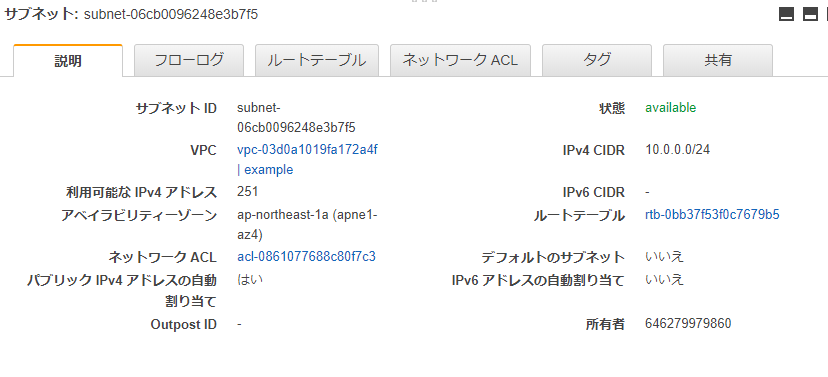 サブネット: subnet-06cb0096248e3b7f5
説明 フローログ ルートテーブル ネットワーク ACL タグ 共有
サブネット ID subnet-
06cb0096248e3b7f5 状態 available
VPC vpc-03d0a1019fa172a4f
| example IPv4 CIDR 10.0.0.0/24
利用可能な IPv4 アドレス 251 IPv6 CIDR -
アベイラビリティーゾーン ap-northeast-1a (apne1-
az4) ルートテーブル rtb-0bb37f53f0c7679b5
ネットワーク ACL acl-0861077688c80f7c3 デフォルトのサブネット いいえ
パブリック IPv4 アドレスの自動
割り当て はい IPv6 アドレスの自動割り当て いいえ
Outpost ID - 所有者 646279979860